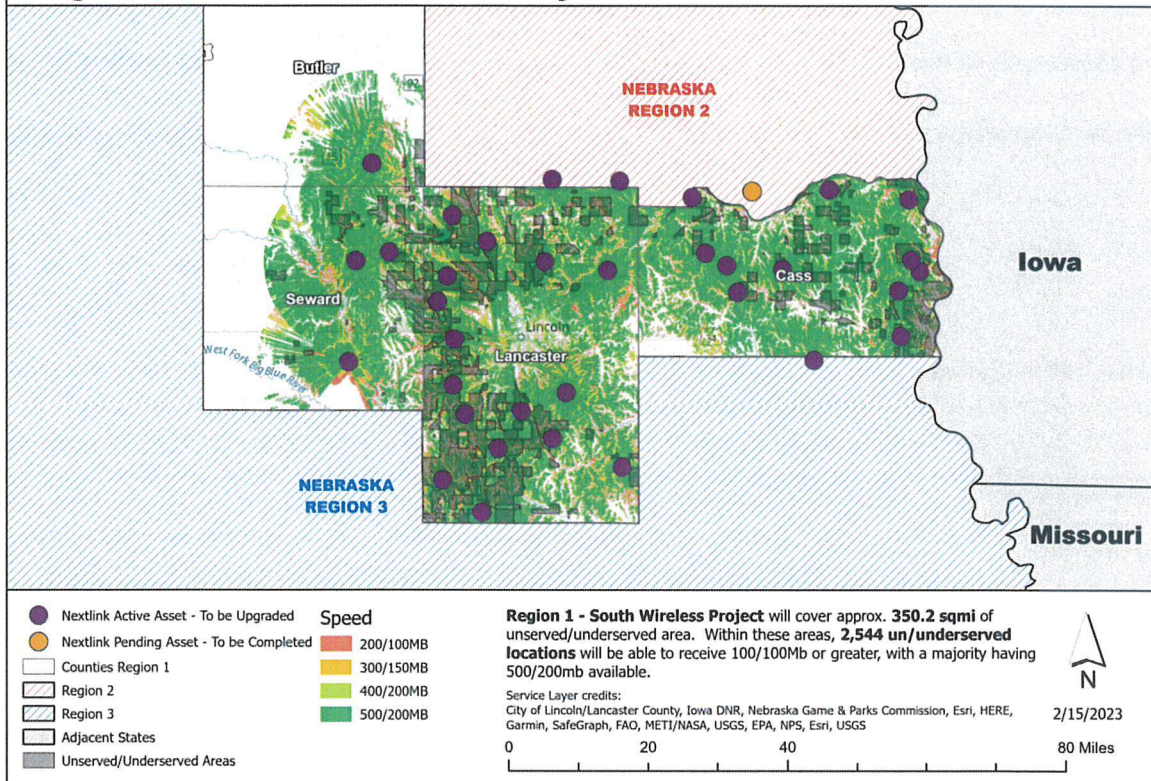 Butler
92
NEBRASKA
REGION 2
Iowa
Cass
Seward
Lincoln
Lancaster
West Fork Big Blue River
NEBRASKA
REGION 3
Missouri
Nextlink Active Asset - To be Upgraded
Nextlink Pending Asset - To be Completed
Counties Region 1
Region 2
Region 3
Adjacent States
Unserved/Underserved Areas
Speed
200/100MB
300/150MB
400/200MB
500/200MB
Region 1 - South Wireless Project will cover approx. 350.2 sqmi of
unserved/underserved area. Within these areas, 2,544 un/underserved
locations will be able to receive 100/100Mb or greater, with a majority having
500/200mb available.
Service Layer credits:
City of Lincoln/Lancaster County, Iowa DNR, Nebraska Game & Parks Commission, Esri, HERE,
Garmin, SafeGraph, FAO, METI/NASA, USGS, EPA, NPS, Esri, USGS
N
2/15/2023
0 20 40 80 Miles